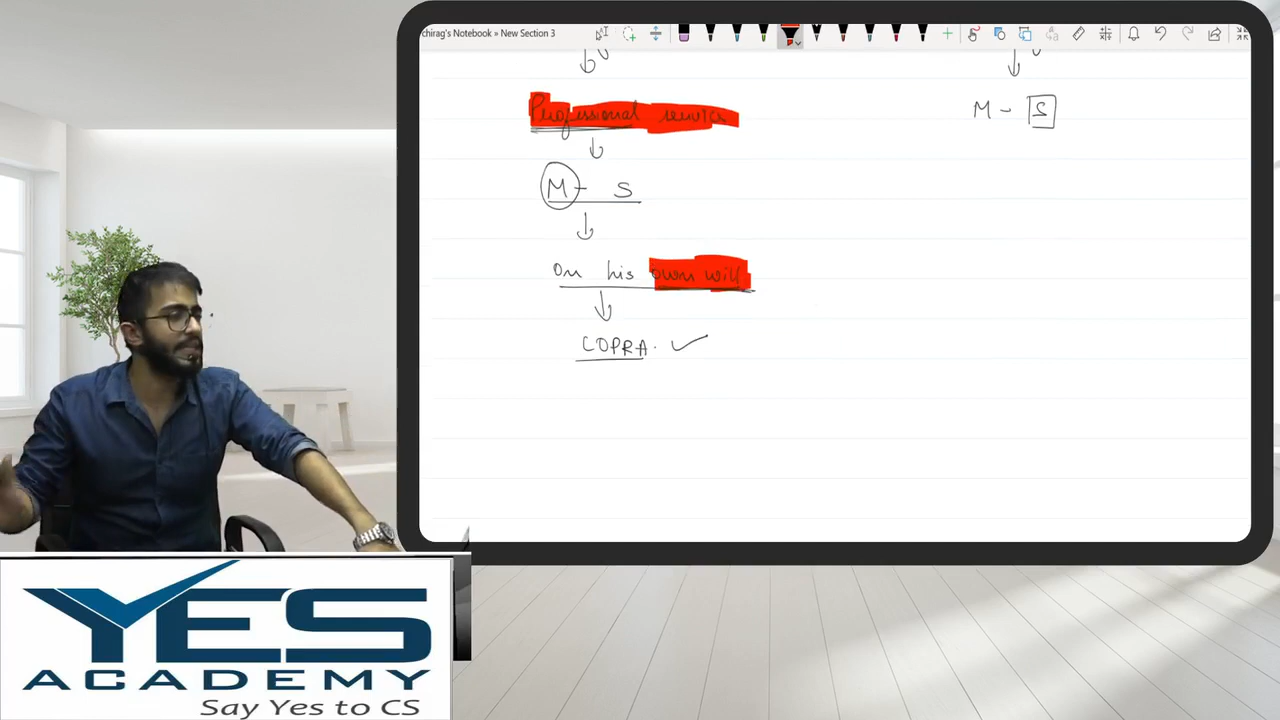 chirag's Notebook » New Section 3
Professional service
M - S
M - S
On his own will
COPRA. ✓
YES
ACADEMY
Say Yes to CS